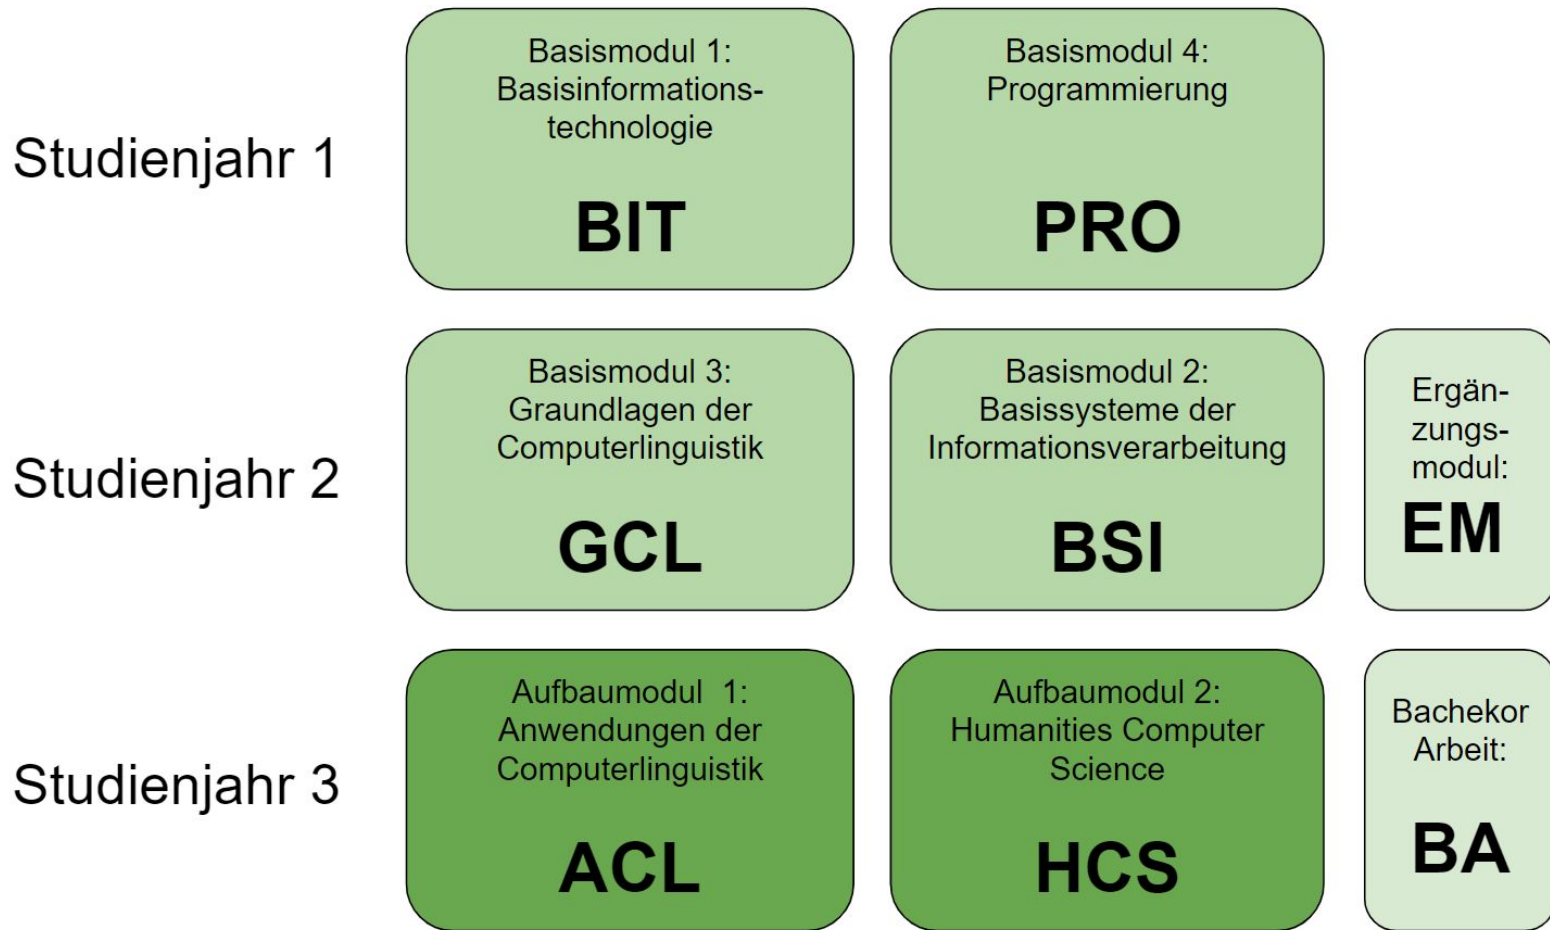 Studienjahr 1
Basismodul 1:
Basisinformations-
technologie
BIT
Basismodul 4:
Programmierung
PRO
Studienjahr 2
Basismodul 3:
Graundlagen der
Computerlinguistik
GCL
Basismodul 2:
Basissysteme der
Informationsverarbeitung
BSI
Ergän-
zungs-
modul:
EM
Studienjahr 3
Aufbaumodul 1:
Anwendungen der
Computerlinguistik
ACL
Aufbaumodul 2:
Humanities Computer
Science
HCS
Bachekor
Arbeit:
BA